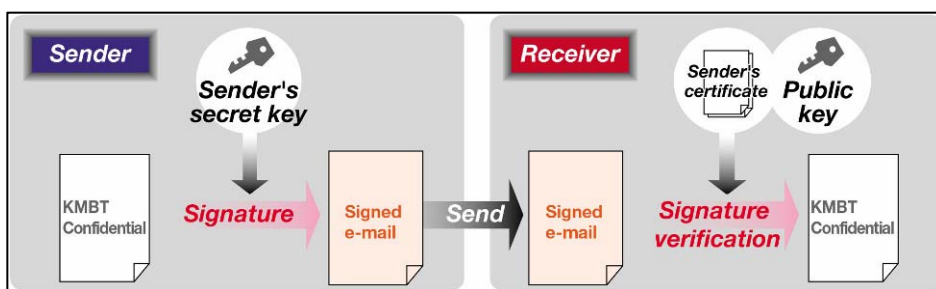 Sender
Sender's
secret key
KMBT
Confidential
Signature
Signed
e-mail
Send
Receiver
Sender's
certificate
Public
key
Signed
e-mail
Signature
verification
KMBT
Confidential